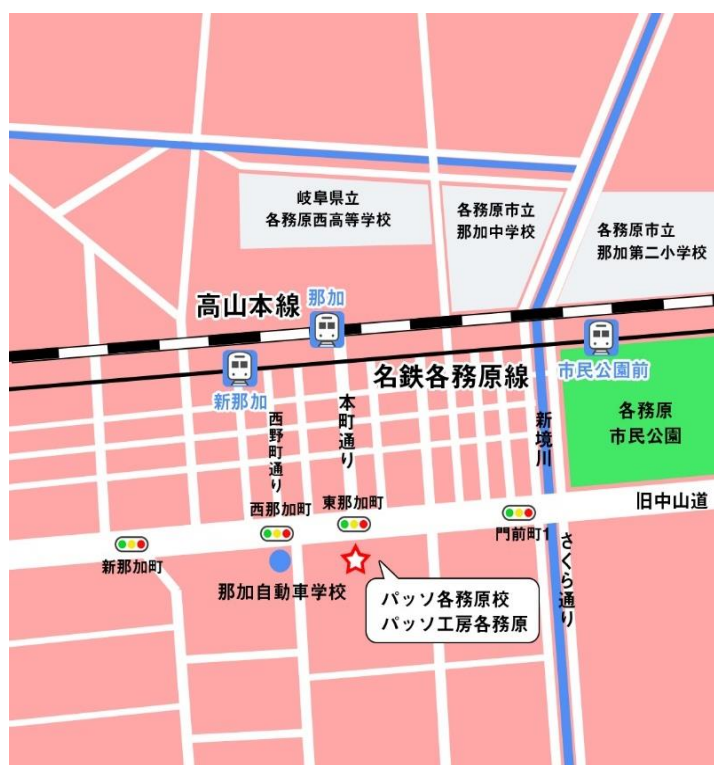 岐阜県立
各務原西高等学校
各務原市立
那加中学校
各務原市立
那加第二小学校
高山本線
那加
新那加
名鉄各務原線
市民公園前
各務原
市民公園
西野町通り
本町通り
新境川
旧中山道
西那加町
東那加町
門前町1
新那加町
那加自動車学校
さくら通り
パッソ各務原校
パッソ工房各務原